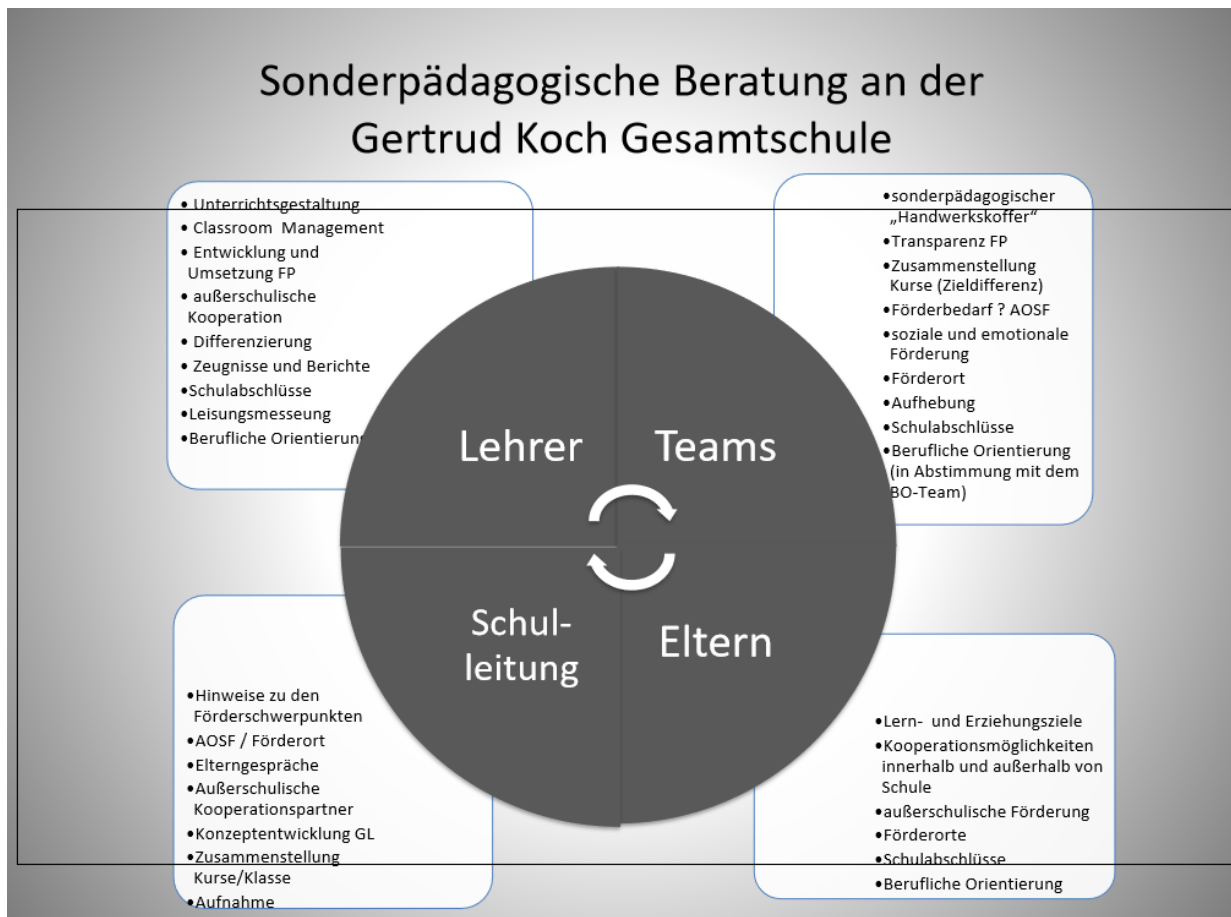 Sonderpädagogische Beratung an der
Gertrud Koch Gesamtschule
• Unterrichtsgestaltung
• Classroom Management
• Entwicklung und
Umsetzung FP
• außerschulische
Kooperation
• Differenzierung
• Zeugnisse und Berichte
•Schulabschlüsse
•Leisungsmesseung
•Berufliche Orientierung
•sonderpädagogischer
„Handwerkskoffer“
•Transparenz FP
•Zusammenstellung
Kurse (Zieldifferenz)
•Förderbedarf ? AOSF
•soziale und emotionale
Förderung
•Förderort
•Aufhebung
•Schulabschlüsse
•Berufliche Orientierung
(in Abstimmung mit dem
BO-Team)
Lehrer
Teams
Schul-
leitung
Eltern
•Hinweise zu den
Förderschwerpunkten
•AOSF / Förderort
•Elterngespräche
•Außerschulische
Kooperationspartner
•Konzeptentwicklung GL
•Zusammenstellung
Kurse/Klasse
•Aufnahme
•Lern- und Erziehungsziele
•Kooperationsmöglichkeiten
innerhalb und außerhalb von
Schule
•außerschulische Förderung
•Förderorte
•Schulabschlüsse
•Berufliche Orientierung